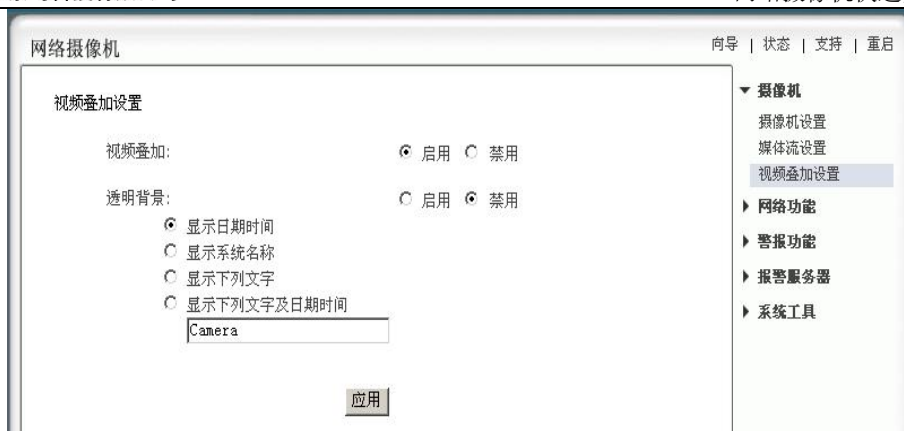 网络摄像机
向导 | 状态 | 支持 | 重启
视频叠加设置
视频叠加: 启用 禁用
透明背景: 启用 禁用
显示日期时间
显示系统名称
显示下列文字
显示下列文字及日期时间
Camera
应用
摄像机
摄像机设置
媒体流设置
视频叠加设置
网络功能
警报功能
报警服务器
系统工具